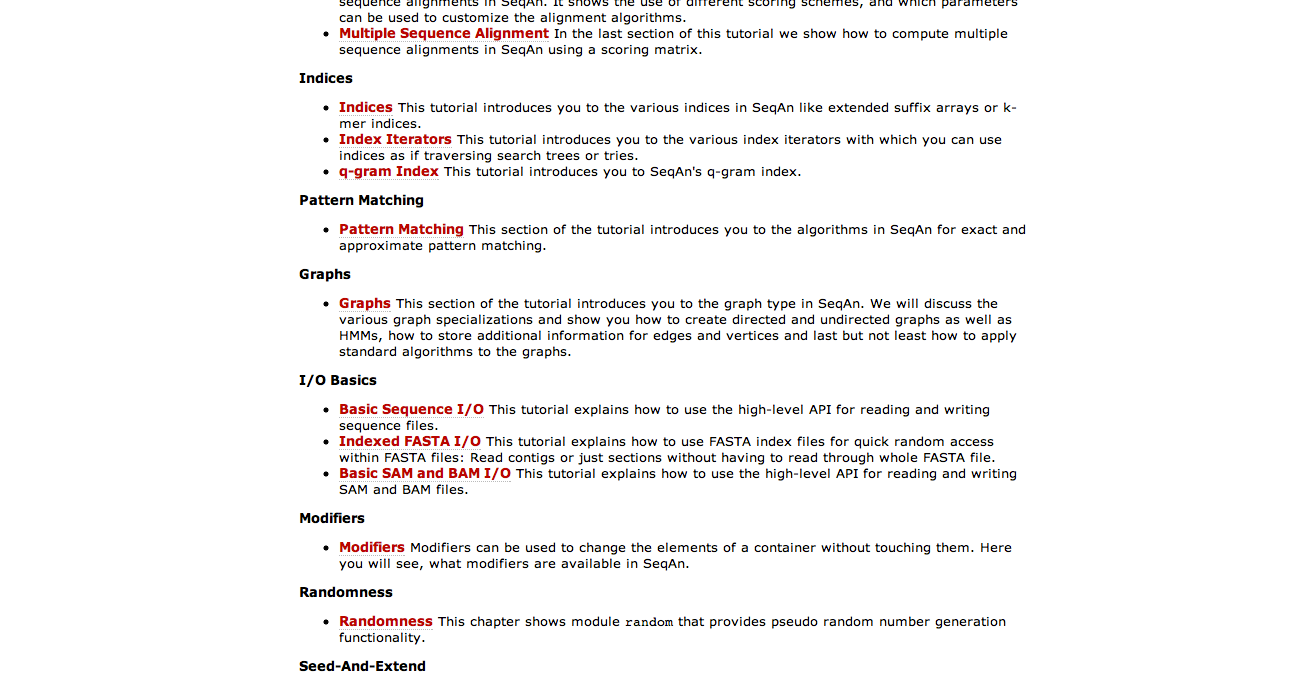 sequence alignments in SeqAn. It shows the use of different scoring schemes, and which parameters
can be used to customize the alignment algorithms.
Multiple Sequence Alignment In the last section of this tutorial we show how to compute multiple
sequence alignments in SeqAn using a scoring matrix.
Indices
Indices This tutorial introduces you to the various indices in SeqAn like extended suffix arrays or k-
mer indices.
Index Iterators This tutorial introduces you to the various index iterators with which you can use
indices as if traversing search trees or tries.
q-gram Index This tutorial introduces you to SeqAn's q-gram index.
Pattern Matching
Pattern Matching This section of the tutorial introduces you to the algorithms in SeqAn for exact and
approximate pattern matching.
Graphs
Graphs This section of the tutorial introduces you to the graph type in SeqAn. We will discuss the
various graph specializations and show you how to create directed and undirected graphs as well as
HMMs, how to store additional information for edges and vertices and last but not least how to apply
standard algorithms to the graphs.
I/O Basics
Basic Sequence I/O This tutorial explains how to use the high-level API for reading and writing
sequence files.
Indexed FASTA I/O This tutorial explains how to use FASTA index files for quick random access
within FASTA files: Read contigs or just sections without having to read through whole FASTA file.
Basic SAM and BAM I/O This tutorial explains how to use the high-level API for reading and writing
SAM and BAM files.
Modifiers
Modifiers Modifiers can be used to change the elements of a container without touching them. Here
you will see, what modifiers are available in SeqAn.
Randomness
Randomness This chapter shows module random that provides pseudo random number generation
functionality.
Seed-And-Extend